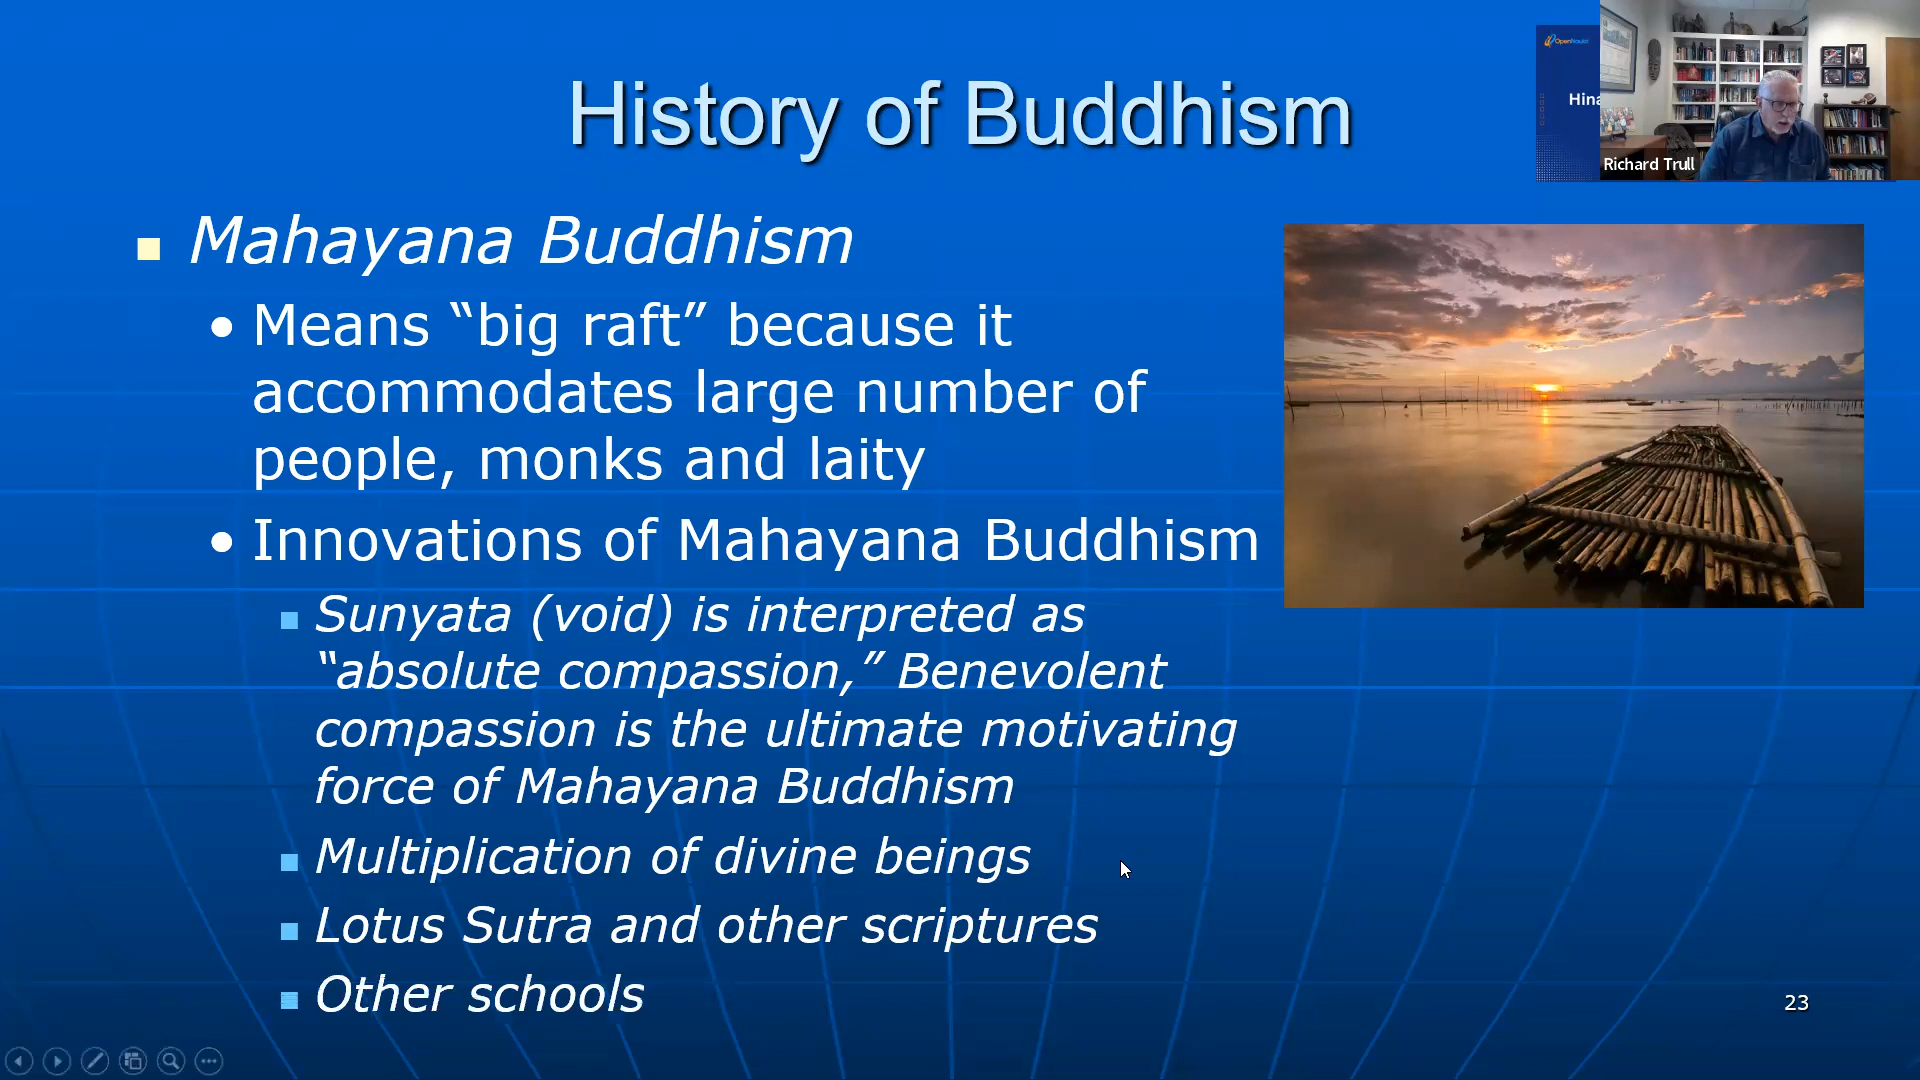 History of Buddhism
OpenMauldi
Hina
Richard Trull
Mahayana Buddhism
Means “big raft” because it
accommodates large number of
people, monks and laity
Innovations of Mahayana Buddhism
Sunyata (void) is interpreted as
“absolute compassion,” Benevolent
compassion is the ultimate motivating
force of Mahayana Buddhism
Multiplication of divine beings
Lotus Sutra and other scriptures
Other schools
23